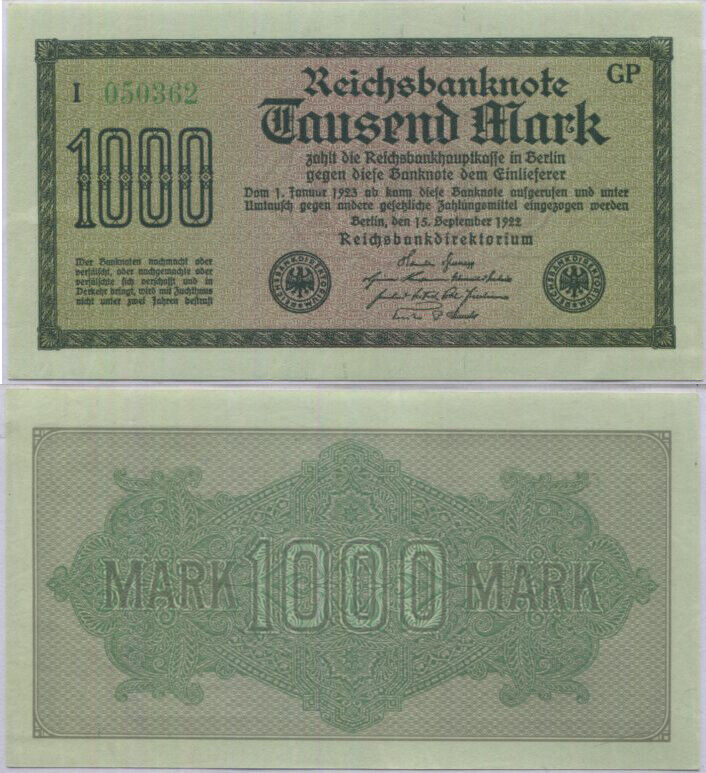 I 050362
GP
1000
Reichsbanknote
Tausend Mark
zahlt die Reichsbankhauptkasse in Berlin
gegen diese Banknote dem Einlieferer
Vom 1. Januar 1923 ab kann diese Banknote aufgerufen und unter
Umtausch gegen andere gesetzliche Zahlungsmittel eingezogen werden
Berlin, den 15. September 1922
Reichsbankdirektorium
Wer Banknoten nachmacht oder
verfälscht, oder nachgemachte oder
verfälschte sich verschafft und in
Verkehr bringt, wird mit Zuchthaus
nicht unter zwei Jahren bestraft
REICHSBANKDIREKTORIUM
REICHSBANKDIREKTORIUM
MARK 1000 MARK